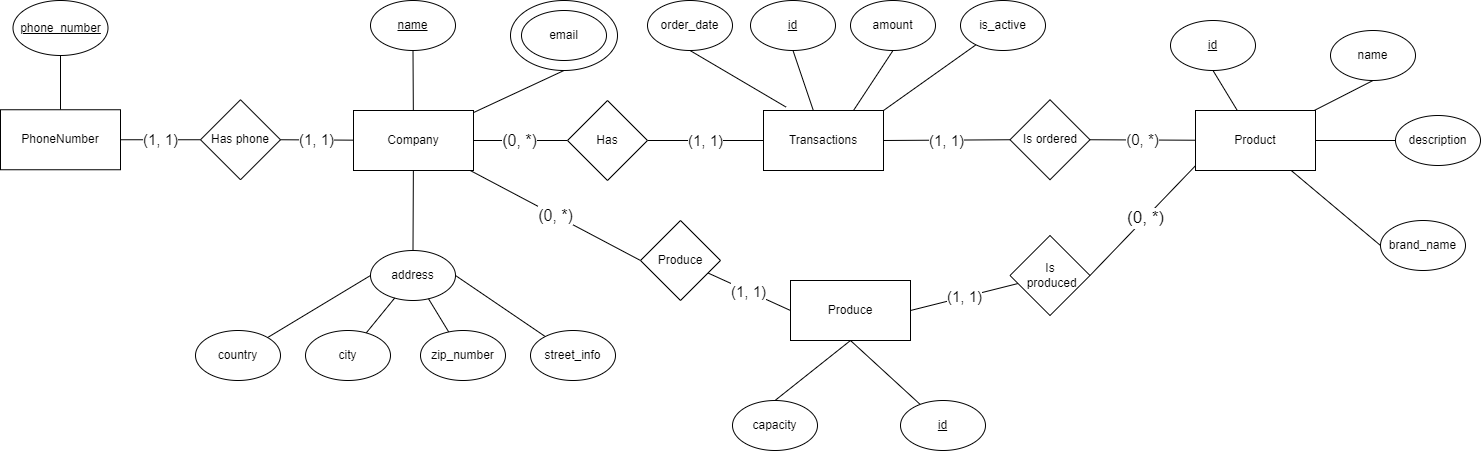 phone_number
name
email
order_date
id
amount
is_active
id
name
PhoneNumber
(1, 1)
Has phone
(1, 1)
Company
(0, *)
Has
(1, 1)
Transactions
(1, 1)
Is ordered
(0, *)
Product
description
(0, *)
(0, *)
brand_name
address
Produce
(1, 1)
Produce
(1, 1)
Is
produced
country
city
zip_number
street_info
capacity
id